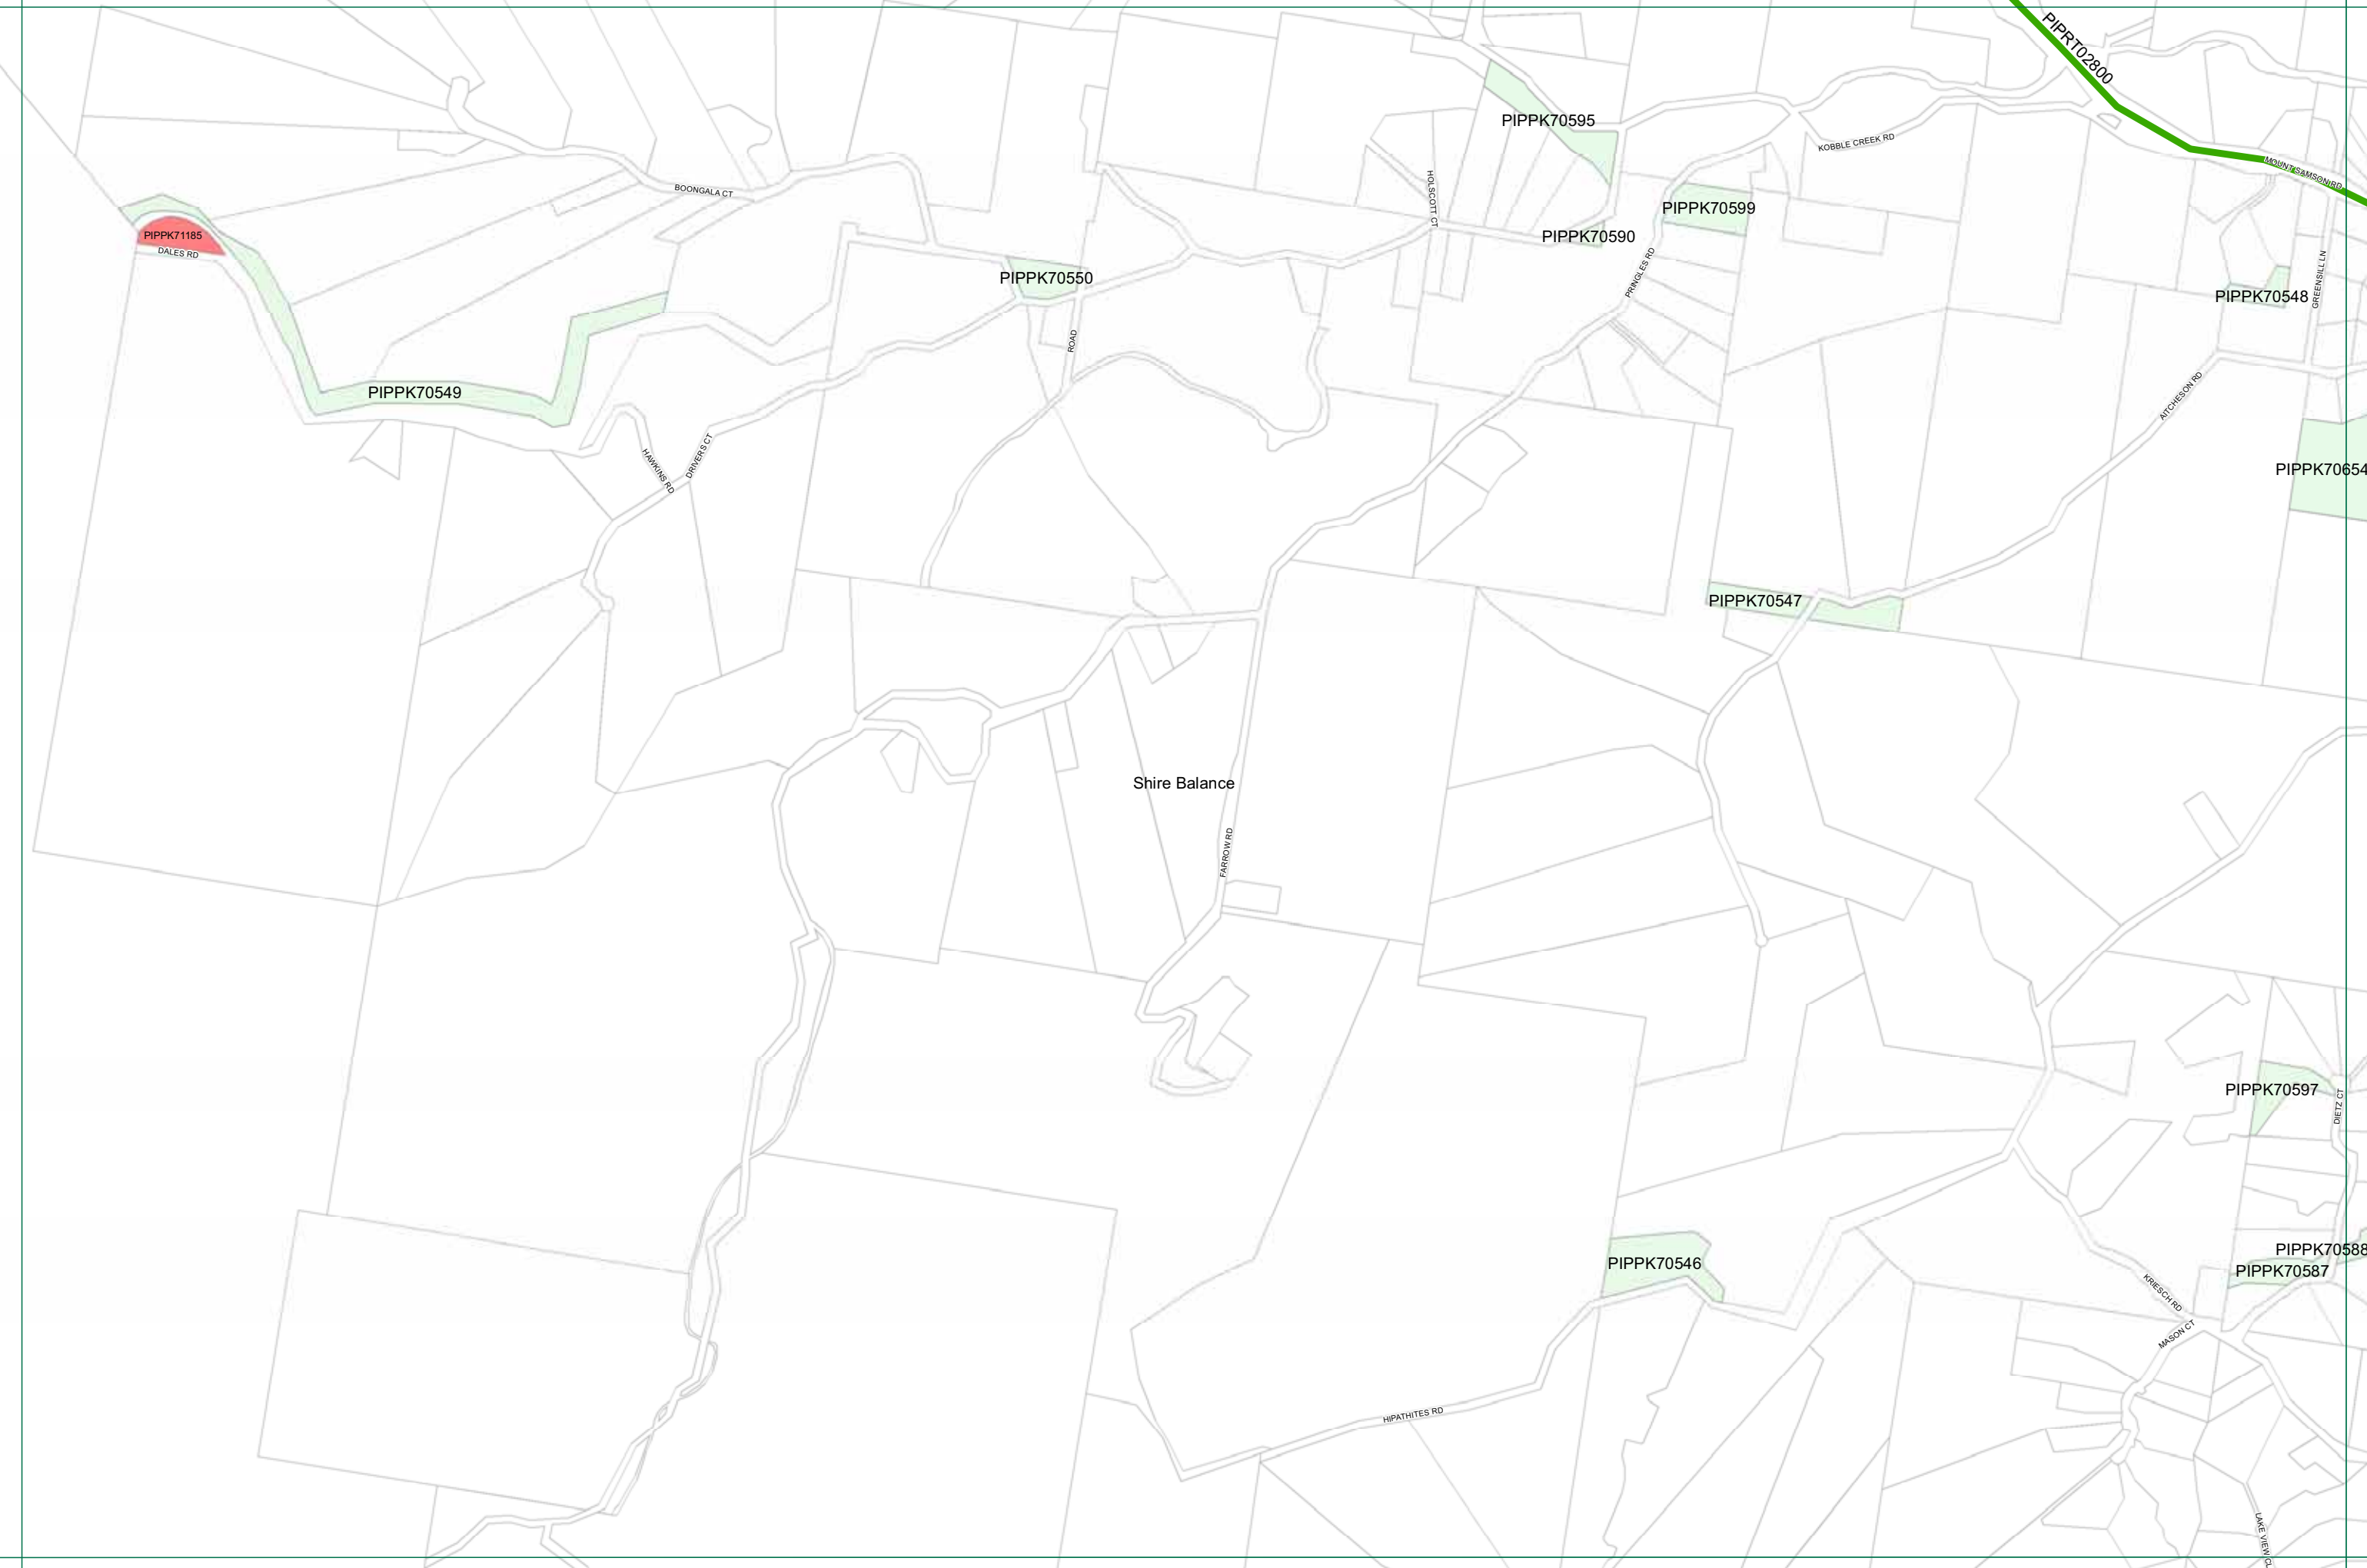 PIPRT02800
PIPPK70595
KOBBLE CREEK RD
MOUNT SAMSON RD
BOONGALA CT
HOLSCOTT CT
PIPPK70599
PIPPK71185
PIPPK70590
DALES RD
PRINGLES RD
PIPPK70550
GREENSILL LN
PIPPK70548
ROAD
PIPPK70549
AITCHESON RD
HAWKINS RD
DRIVERS CT
PIPPK70654
PIPPK70547
Shire Balance
FARROW RD
PIPPK70597
DIETZ CT
PIPPK70588
PIPPK70546
PIPPK70587
KRIESCH RD
MASON CT
HIPATHITES RD
LAKE VIEW CL